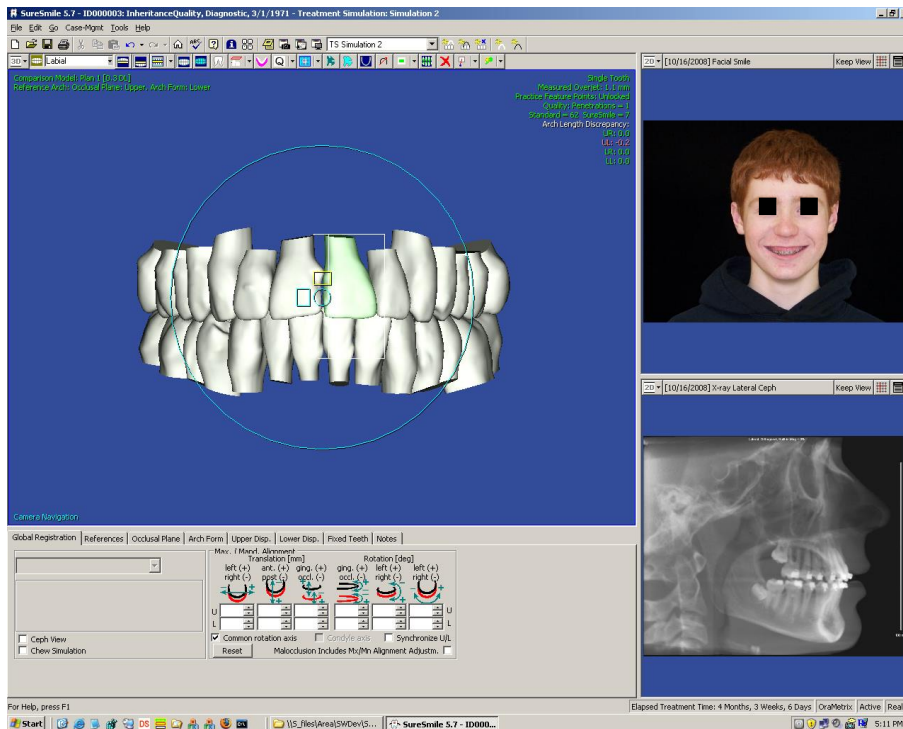 SureSmile 5.7 - ID000003: InheritanceQuality, Diagnostic, 3/1/1971 - Treatment Simulation: Simulation 2
File Edit Go Case-Mgmt Tools Help
TS Simulation 2
3D Labial
Comparison Model: Plan 1 [0.3 DL]
Reference Arch: Occlusal Plane: Upper, Arch Form: Lower
Single Tooth
Measured Overjet: 1.1 mm
Practice Feature Points: Unlocked
Quality: Penetrations = 1
Standard = 62 SureSmile = 7
Arch Length Discrepancy:
UR: 0.0
UL: -0.2
LL: 0.0
Camera Navigation
2D [10/16/2008] Facial Smile Keep View
2D [10/16/2008] X-ray Lateral Ceph Keep View
Global Registration References Occlusal Plane Arch Form Upper Disp. Lower Disp. Fixed Teeth Notes
Max. / Mand. Alignment
Translation [mm] Rotation [deg]
left (+) ant. (+) ging. (+) ging. (+) left (+) left (+)
right (-) post (-) occl. (-) occl. (-) right (-) right (-)
U U
L L
Common rotation axis Condyle axis Synchronize U/L
Reset Malocclusion Includes Mx/Mn Alignment Adjustm.
Ceph View
Chew Simulation
For Help, press F1
Elapsed Treatment Time: 4 Months, 3 Weeks, 6 Days OraMetrix Active Real
Start \\S_files\Area\SWDev\S... SureSmile 5.7 - ID000... 5:11 PM